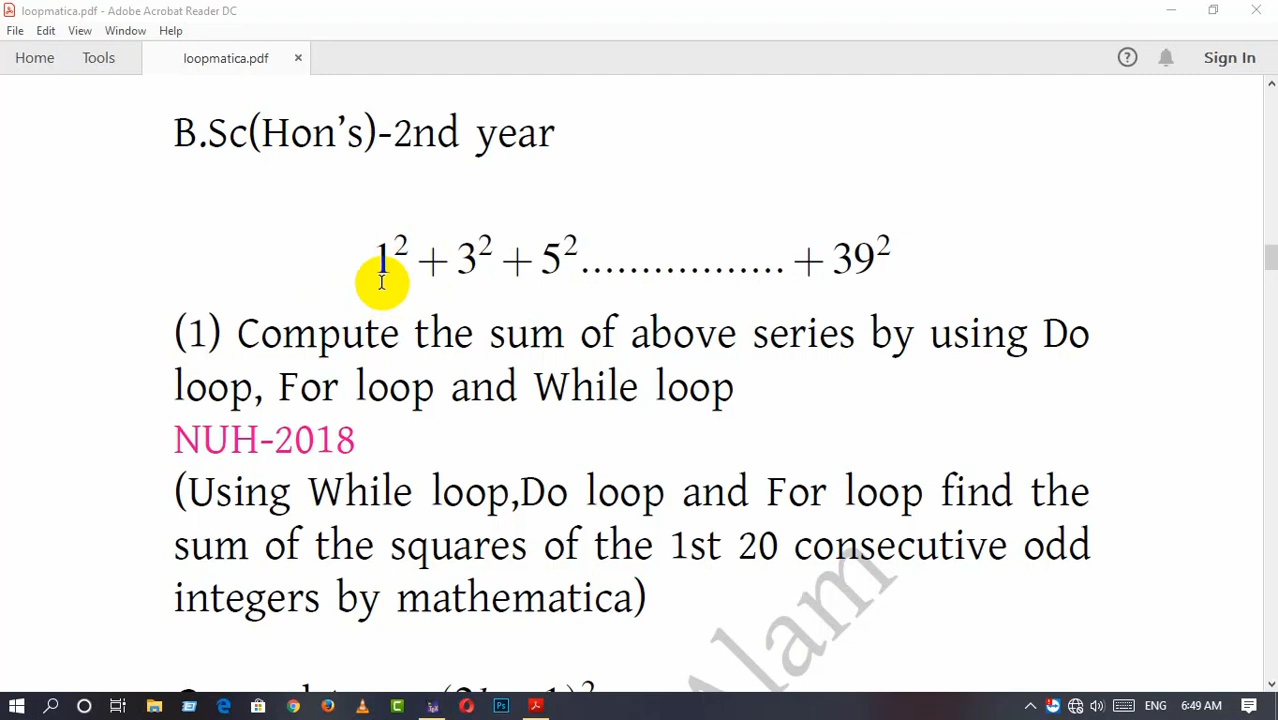 loopmatica.pdf - Adobe Acrobat Reader DC
File Edit View Window Help
Home Tools loopmatica.pdf × ? Sign In
B.Sc(Hon’s)-2nd year
1² + 3² + 5².................. + 39²
(1) Compute the sum of above series by using Do
loop, For loop and While loop
NUH-2018
(Using While loop,Do loop and For loop find the
sum of the squares of the 1st 20 consecutive odd
integers by mathematica)
Alam
ENG 6:49 AM